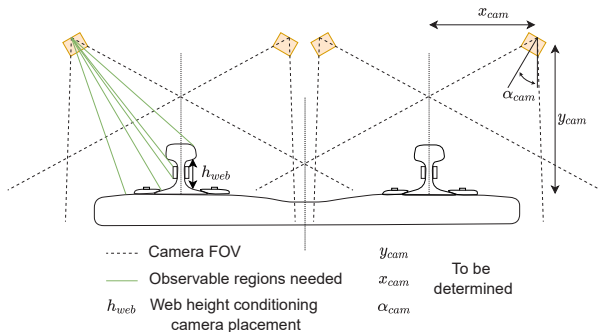 x_cam
α_cam
y_cam
h_web
Camera FOV
Observable regions needed
h_web Web height conditioning
camera placement
y_cam
x_cam
α_cam
To be
determined